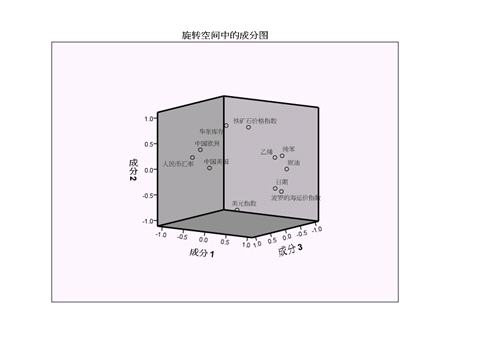 旋转空间中的成分图
铁矿石价格指数
华东库存
中国欧洲
乙烯
纯苯
人民币汇率
中国美国
原油
日期
波罗的海运价指数
美元指数
成分2
1.0
0.5
0.0
-0.5
-1.0
-1.0
-0.5
0.0
0.5
1.0
1.0
0.5
0.0
-0.5
-1.0
成分1
成分3